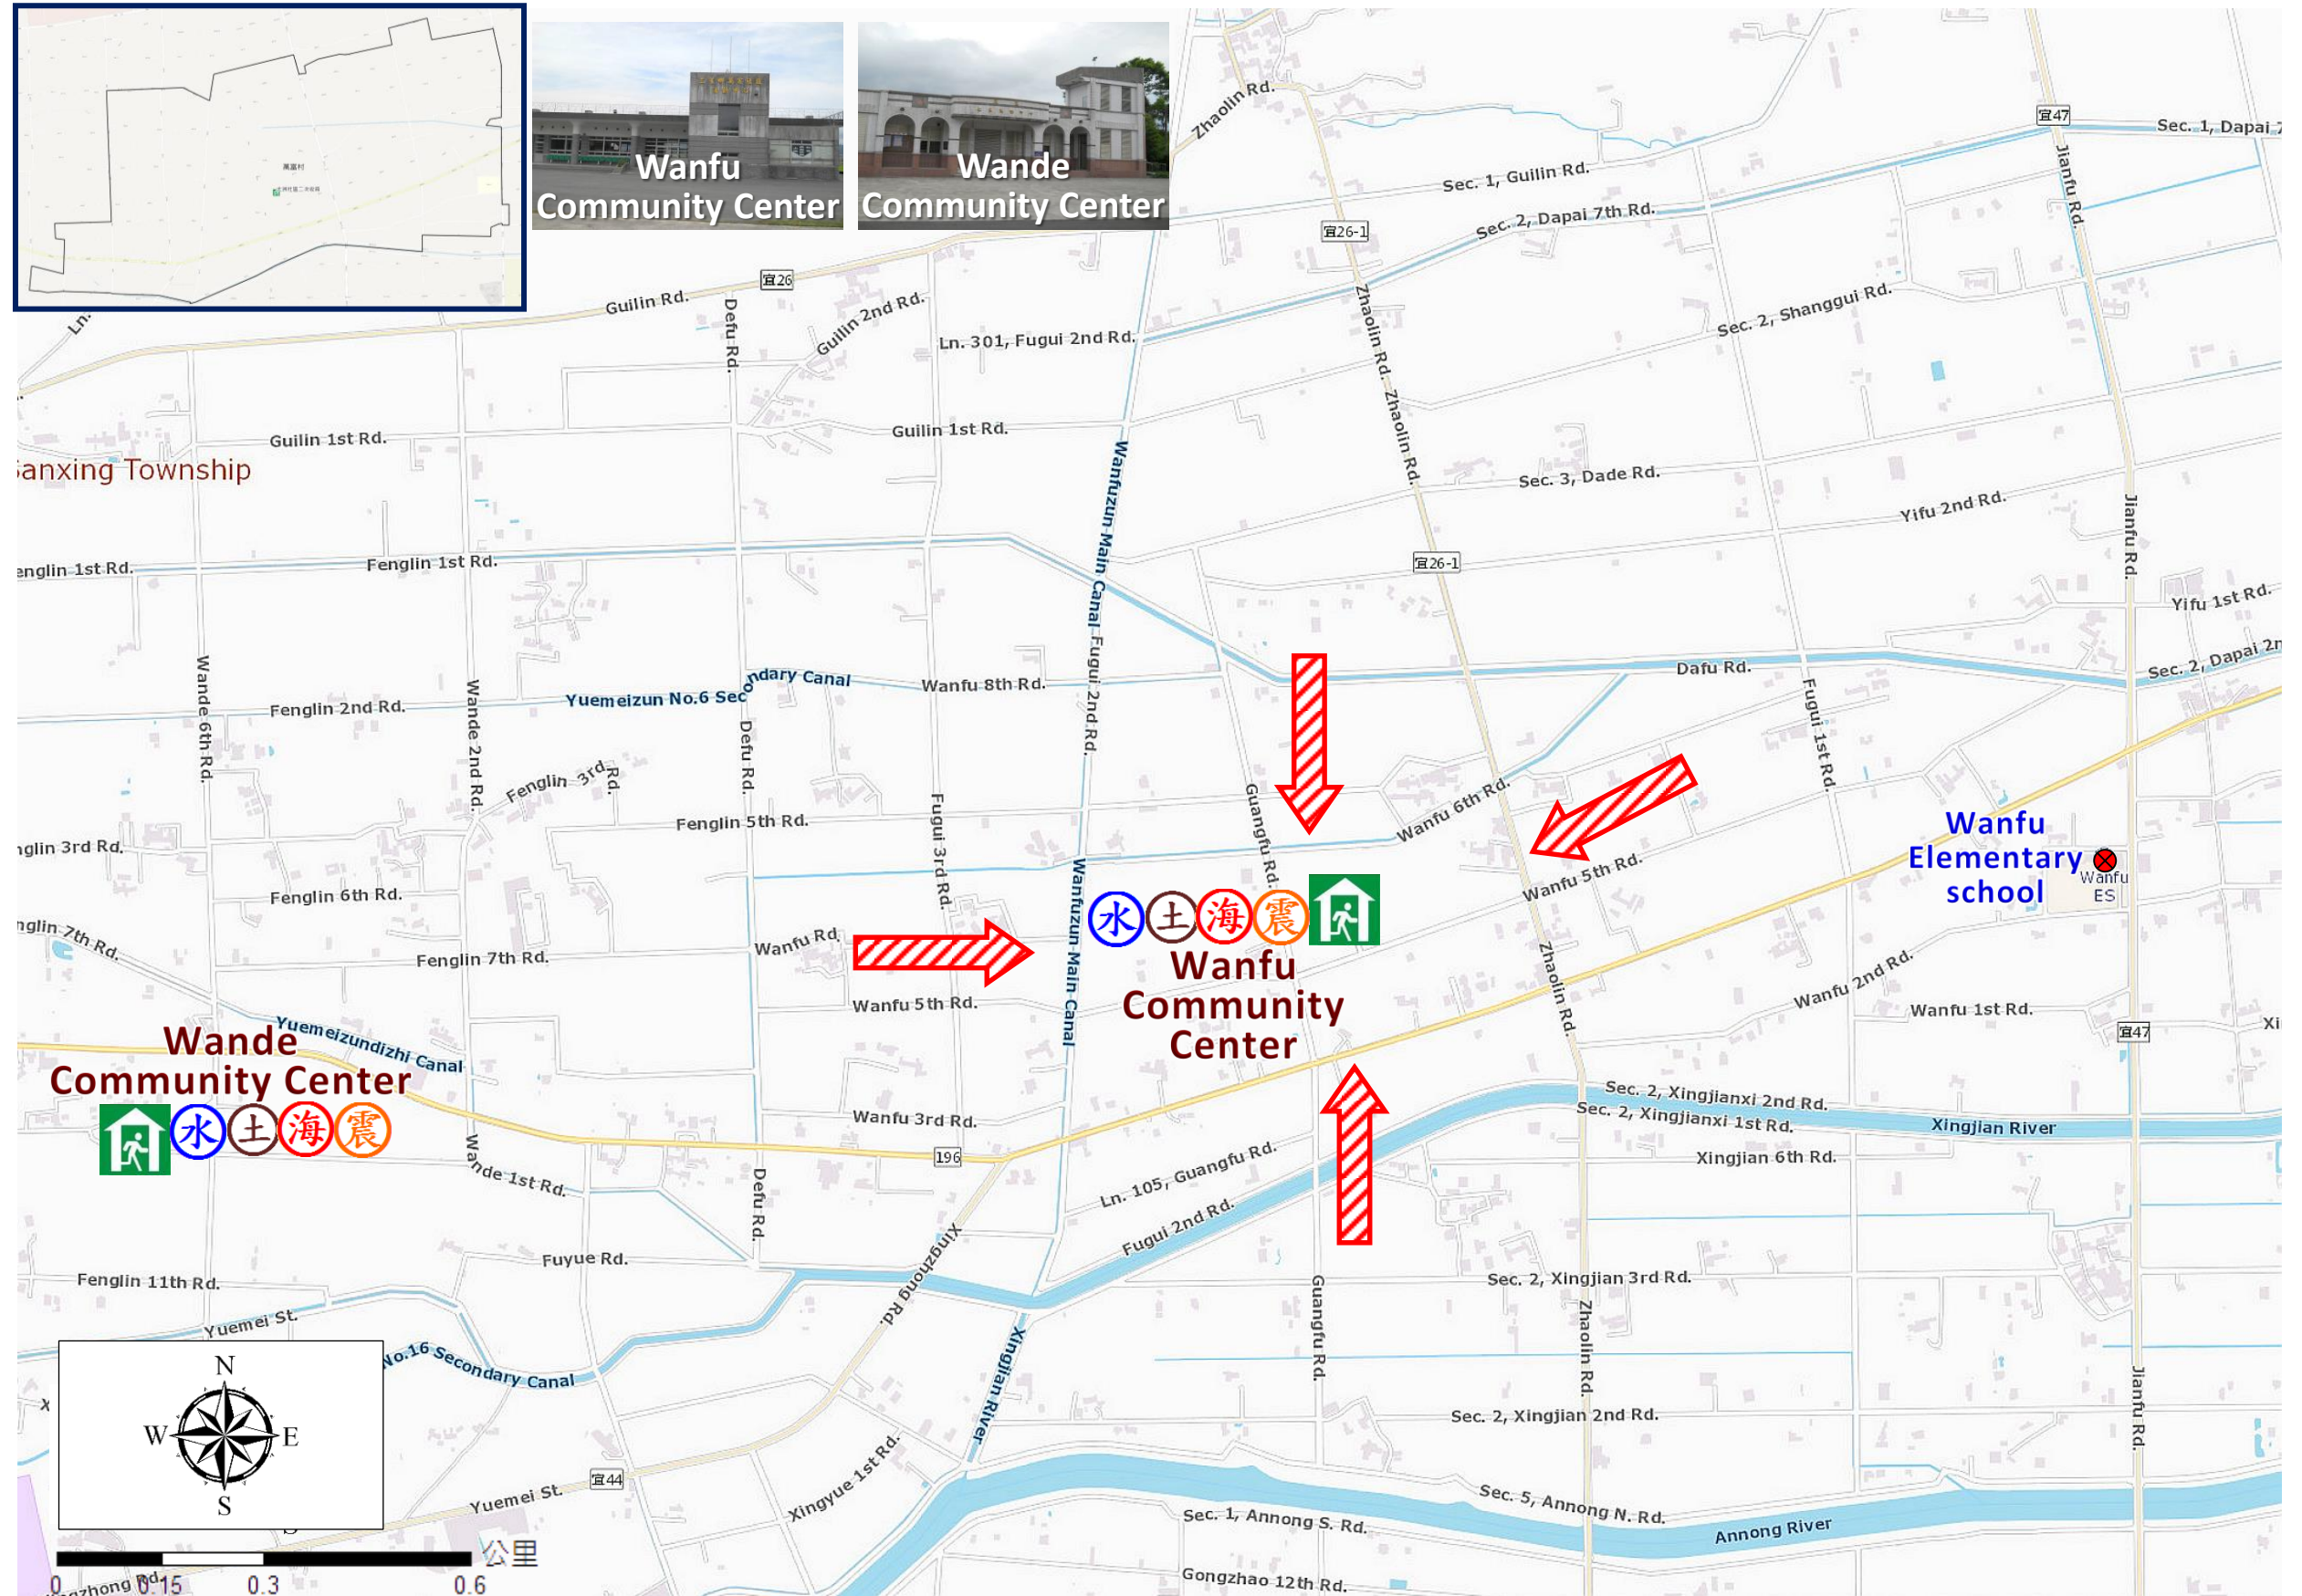 Wanfu
Community Center
Wande
Community Center
萬富村
Zhaolin Rd.
宜47
Sec. 1, Dapai 7
Jianfu Rd.
Sec. 1, Guilin Rd.
Sec. 2, Dapai 7th Rd.
宜26-1
宜26
Guilin Rd.
Defu Rd.
Guilin 2nd Rd.
Ln.
Ln. 301, Fugui 2nd Rd.
Zhaolin Rd.
Zhaolin Rd.
Sec. 2, Shanggui Rd.
Guilin 1st Rd.
Guilin 1st Rd.
Sanxing Township
Wanfuzun Main Canal
Sec. 3, Dade Rd.
Yifu 2nd Rd.
Jianfu Rd.
englin 1st Rd.
Fenglin 1st Rd.
宜26-1
Yifu 1st Rd.
Wande 6th Rd.
Wande 2nd Rd.
Fenglin 2nd Rd.
Yuemeizun No.6 Secondary Canal
Wanfu 8th Rd.
Fugui 2nd Rd.
Dafu Rd.
Sec. 2, Dapai 2n
Defu Rd.
Fugui 1st Rd.
Fenglin 3rd Rd.
Fugui 3rd Rd.
Guangfu Rd.
Wanfu 6th Rd.
Fenglin 5th Rd.
nglin 3rd Rd.
Wanfu
Elementary
school
Wanfu
ES
Fenglin 6th Rd.
Wanfuzun Main Canal
Wanfu 5th Rd.
水 土 海 震
Wanfu
Community
Center
nglin 7th Rd.
Fenglin 7th Rd.
Wanfu Rd.
Wanfu 5th Rd.
Zhaolin Rd.
Wanfu 2nd Rd.
Wanfu 1st Rd.
宜47
Xi
Yuemeizundizhi Canal
Wande
Community Center
水 土 海 震
Wanfu 3rd Rd.
196
Wande 1st Rd.
Defu Rd.
Ln. 105, Guangfu Rd.
Fugui 2nd Rd.
Sec. 2, Xingjianxi 2nd Rd.
Sec. 2, Xingjianxi 1st Rd.
Xingjian River
Xingjian 6th Rd.
Xingzhong Rd.
Fuyue Rd.
Fenglin 11th Rd.
Guangfu Rd.
Sec. 2, Xingjian 3rd Rd.
Zhaolin Rd.
Yuemei St.
No.16 Secondary Canal
Xingjian River
Jianfu Rd.
X
N
W
E
S
Sec. 2, Xingjian 2nd Rd.
Xingyue 1st Rd.
宜44
Yuemei St.
Sec. 1, Annong S. Rd.
Sec. 5, Annong N. Rd.
Annong River
Gongzhao 12th Rd.
公里
0
0.15
0.3
0.6